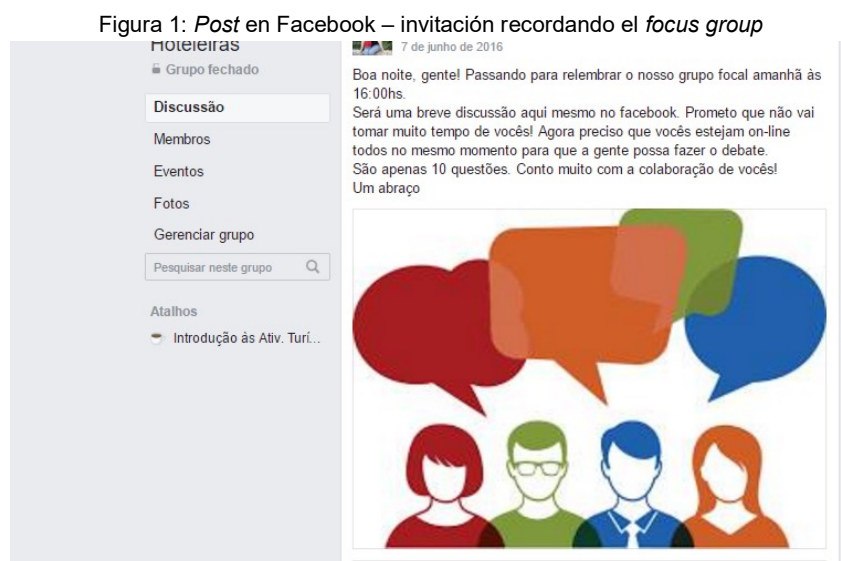 Figura 1: Post en Facebook – invitación recordando el focus group
Hoteleiras
Grupo fechado
Discussão
Membros
Eventos
Fotos
Gerenciar grupo
Pesquisar neste grupo
Atalhos
Introdução às Ativ. Turí...
7 de junho de 2016
Boa noite, gente! Passando para relembrar o nosso grupo focal amanhã às
16:00hs.
Será uma breve discussão aqui mesmo no facebook. Prometo que não vai
tomar muito tempo de vocês! Agora preciso que vocês estejam on-line
todos no mesmo momento para que a gente possa fazer o debate.
São apenas 10 questões. Conto muito com a colaboração de vocês!
Um abraço